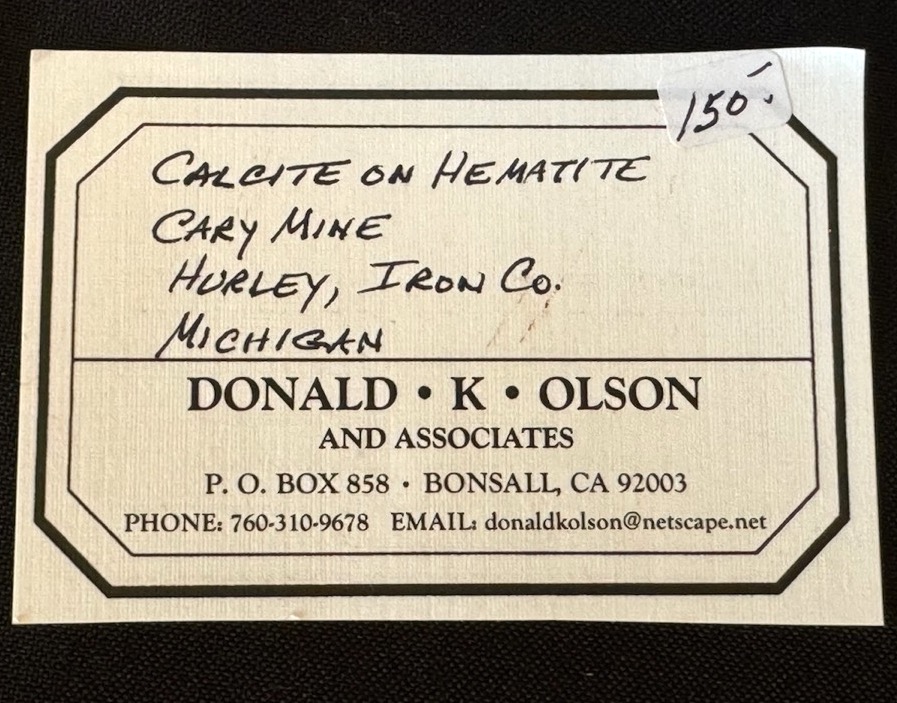 150.-
CALCITE ON HEMATITE
CARY MINE
HURLEY, IRON CO.
MICHIGAN
DONALD • K • OLSON
AND ASSOCIATES
P. O. BOX 858 • BONSALL, CA 92003
PHONE: 760-310-9678 EMAIL: donaldkolson@netscape.net